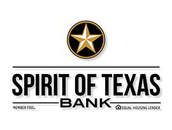 SPIRIT OF TEXAS
BANK
MEMBER FDIC.
EQUAL HOUSING LENDER